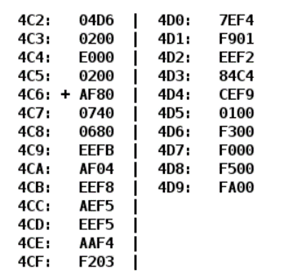 4C2: 04D6 | 4D0: 7EF4
4C3: 0200 | 4D1: F901
4C4: E000 | 4D2: EEF2
4C5: 0200 | 4D3: 84C4
4C6: + AF80 | 4D4: CEF9
4C7: 0740 | 4D5: 0100
4C8: 0680 | 4D6: F300
4C9: EEFB | 4D7: F000
4CA: AF04 | 4D8: F500
4CB: EEF8 | 4D9: FA00
4CC: AEF5 |
4CD: EEF5 |
4CE: AAF4 |
4CF: F203 |